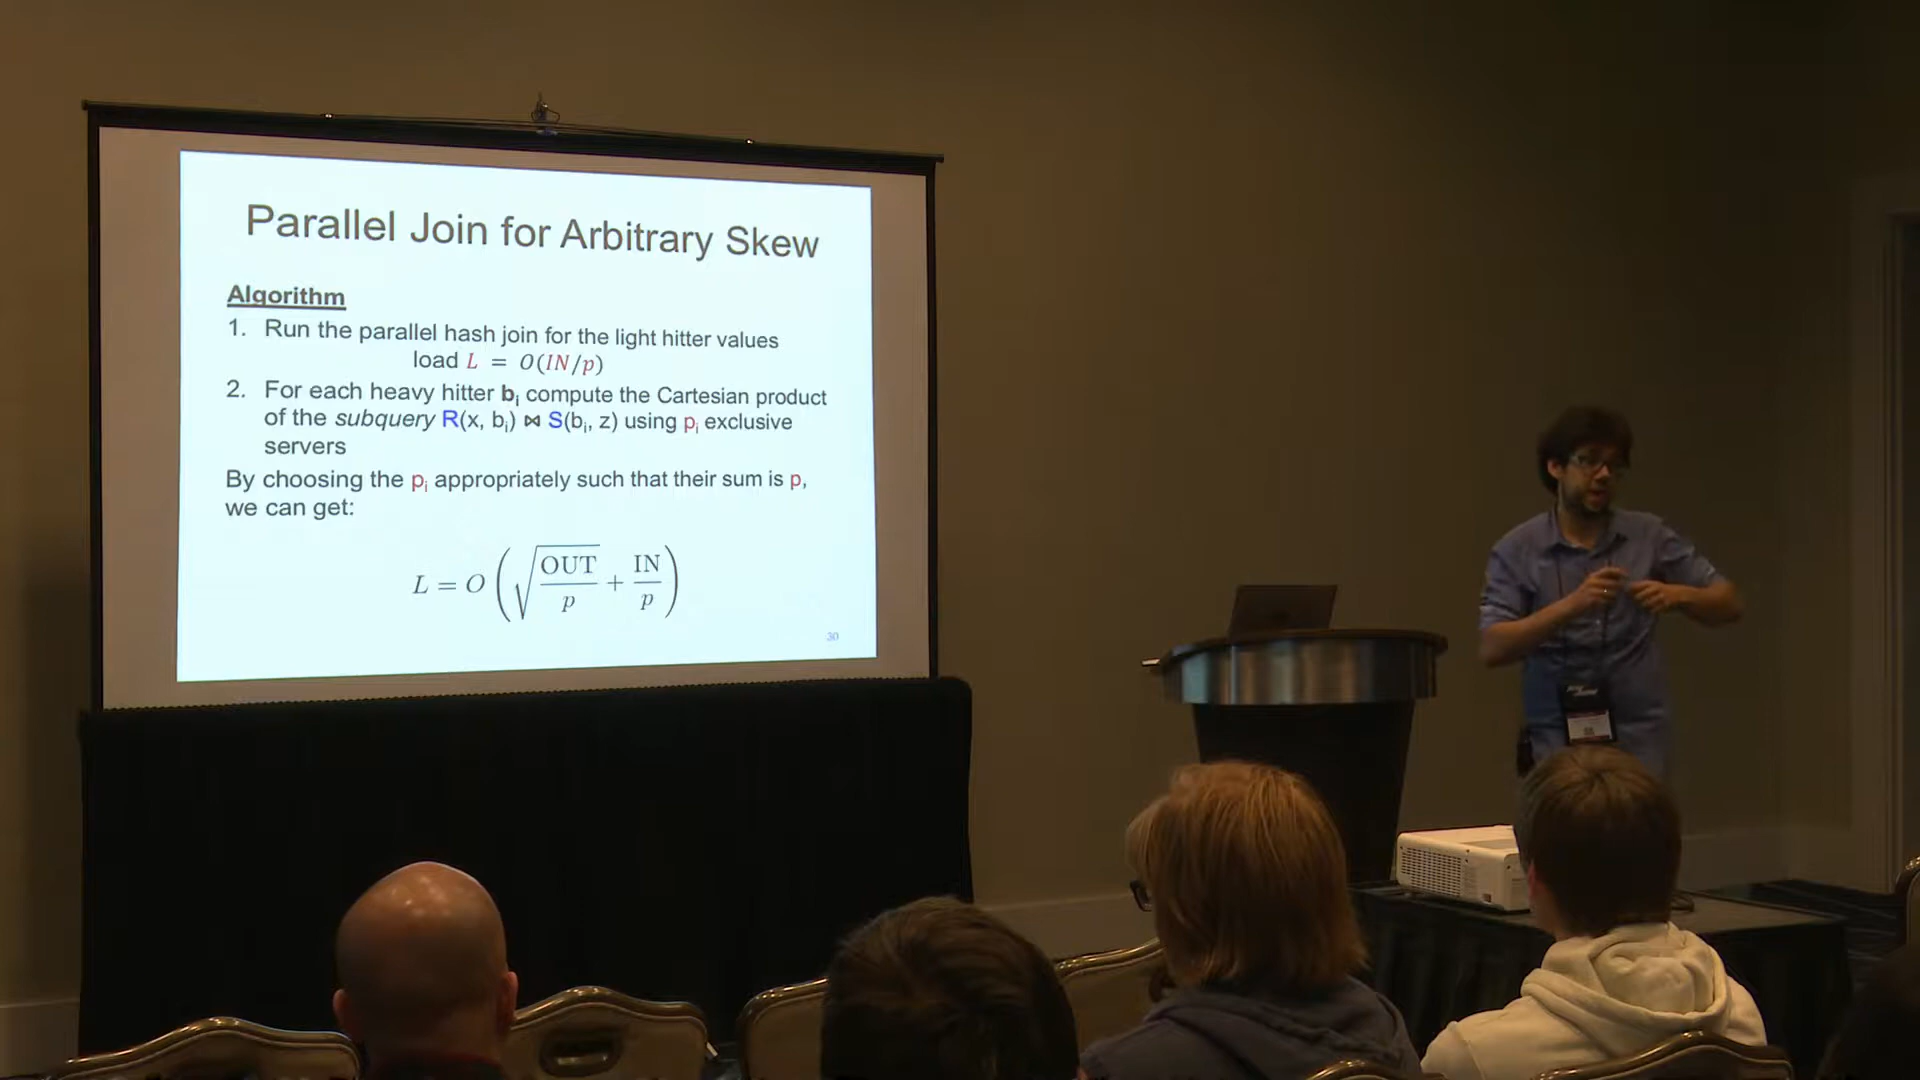 Parallel Join for Arbitrary Skew
Algorithm
1. Run the parallel hash join for the light hitter values
load L = O(IN/p)
2. For each heavy hitter bᵢ compute the Cartesian product
of the subquery R(x, bᵢ) ⋈ S(bᵢ, z) using pᵢ exclusive
servers
By choosing the pᵢ appropriately such that their sum is p,
we can get:
L = O(√(OUT/p) + IN/p)
30